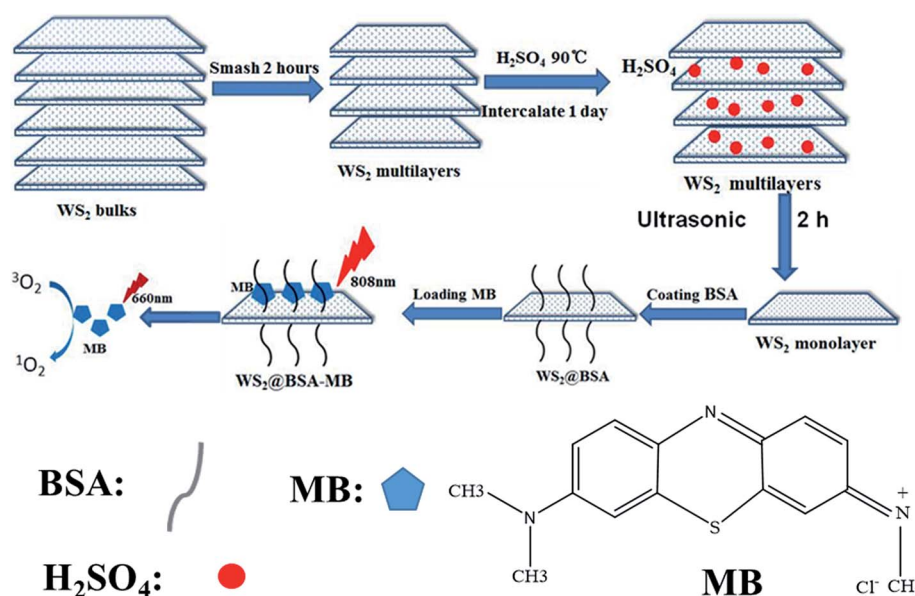 Smash 2 hours
H₂SO₄ 90℃
Intercalate 1 day
H₂SO₄
WS₂ bulks
WS₂ multilayers
WS₂ multilayers
Ultrasonic 2 h
³O₂
660nm
MB
¹O₂
MB
808nm
WS₂@BSA-MB
Loading MB
WS₂@BSA
Coating BSA
WS₂ monolayer
BSA:
MB:
H₂SO₄:
N
CH3
N
CH3
S
+
N
Cl⁻
CH
MB